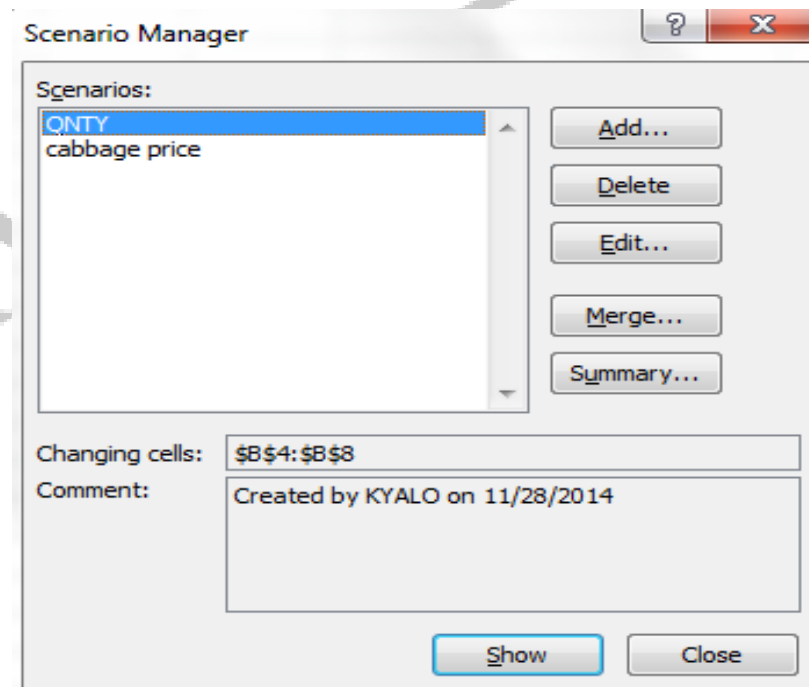 Scenario Manager
?
X
Scenarios:
QNTY
cabbage price
Add...
Delete
Edit...
Merge...
Summary...
Changing cells: $B$4:$B$8
Comment: Created by KYALO on 11/28/2014
Show Close